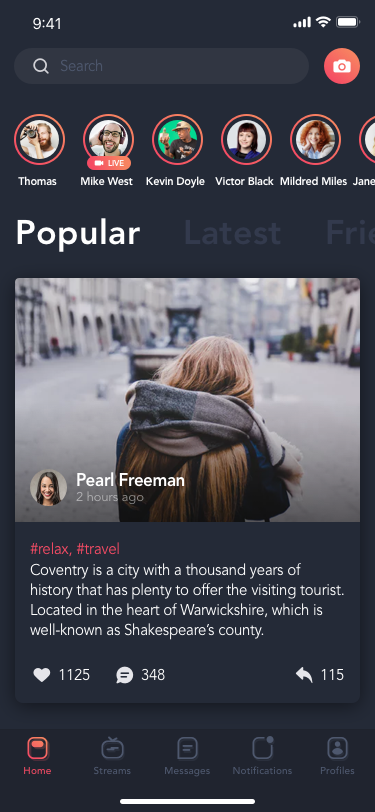 9:41
Search
LIVE
Thomas
Mike West
Kevin Doyle
Victor Black
Mildred Miles
Jane
Popular
Latest
Frie
Pearl Freeman
2 hours ago
#relax, #travel
Coventry is a city with a thousand years of
history that has plenty to offer the visiting tourist.
Located in the heart of Warwickshire, which is
well-known as Shakespeare’s county.
1125
348
115
Home
Streams
Messages
Notifications
Profiles